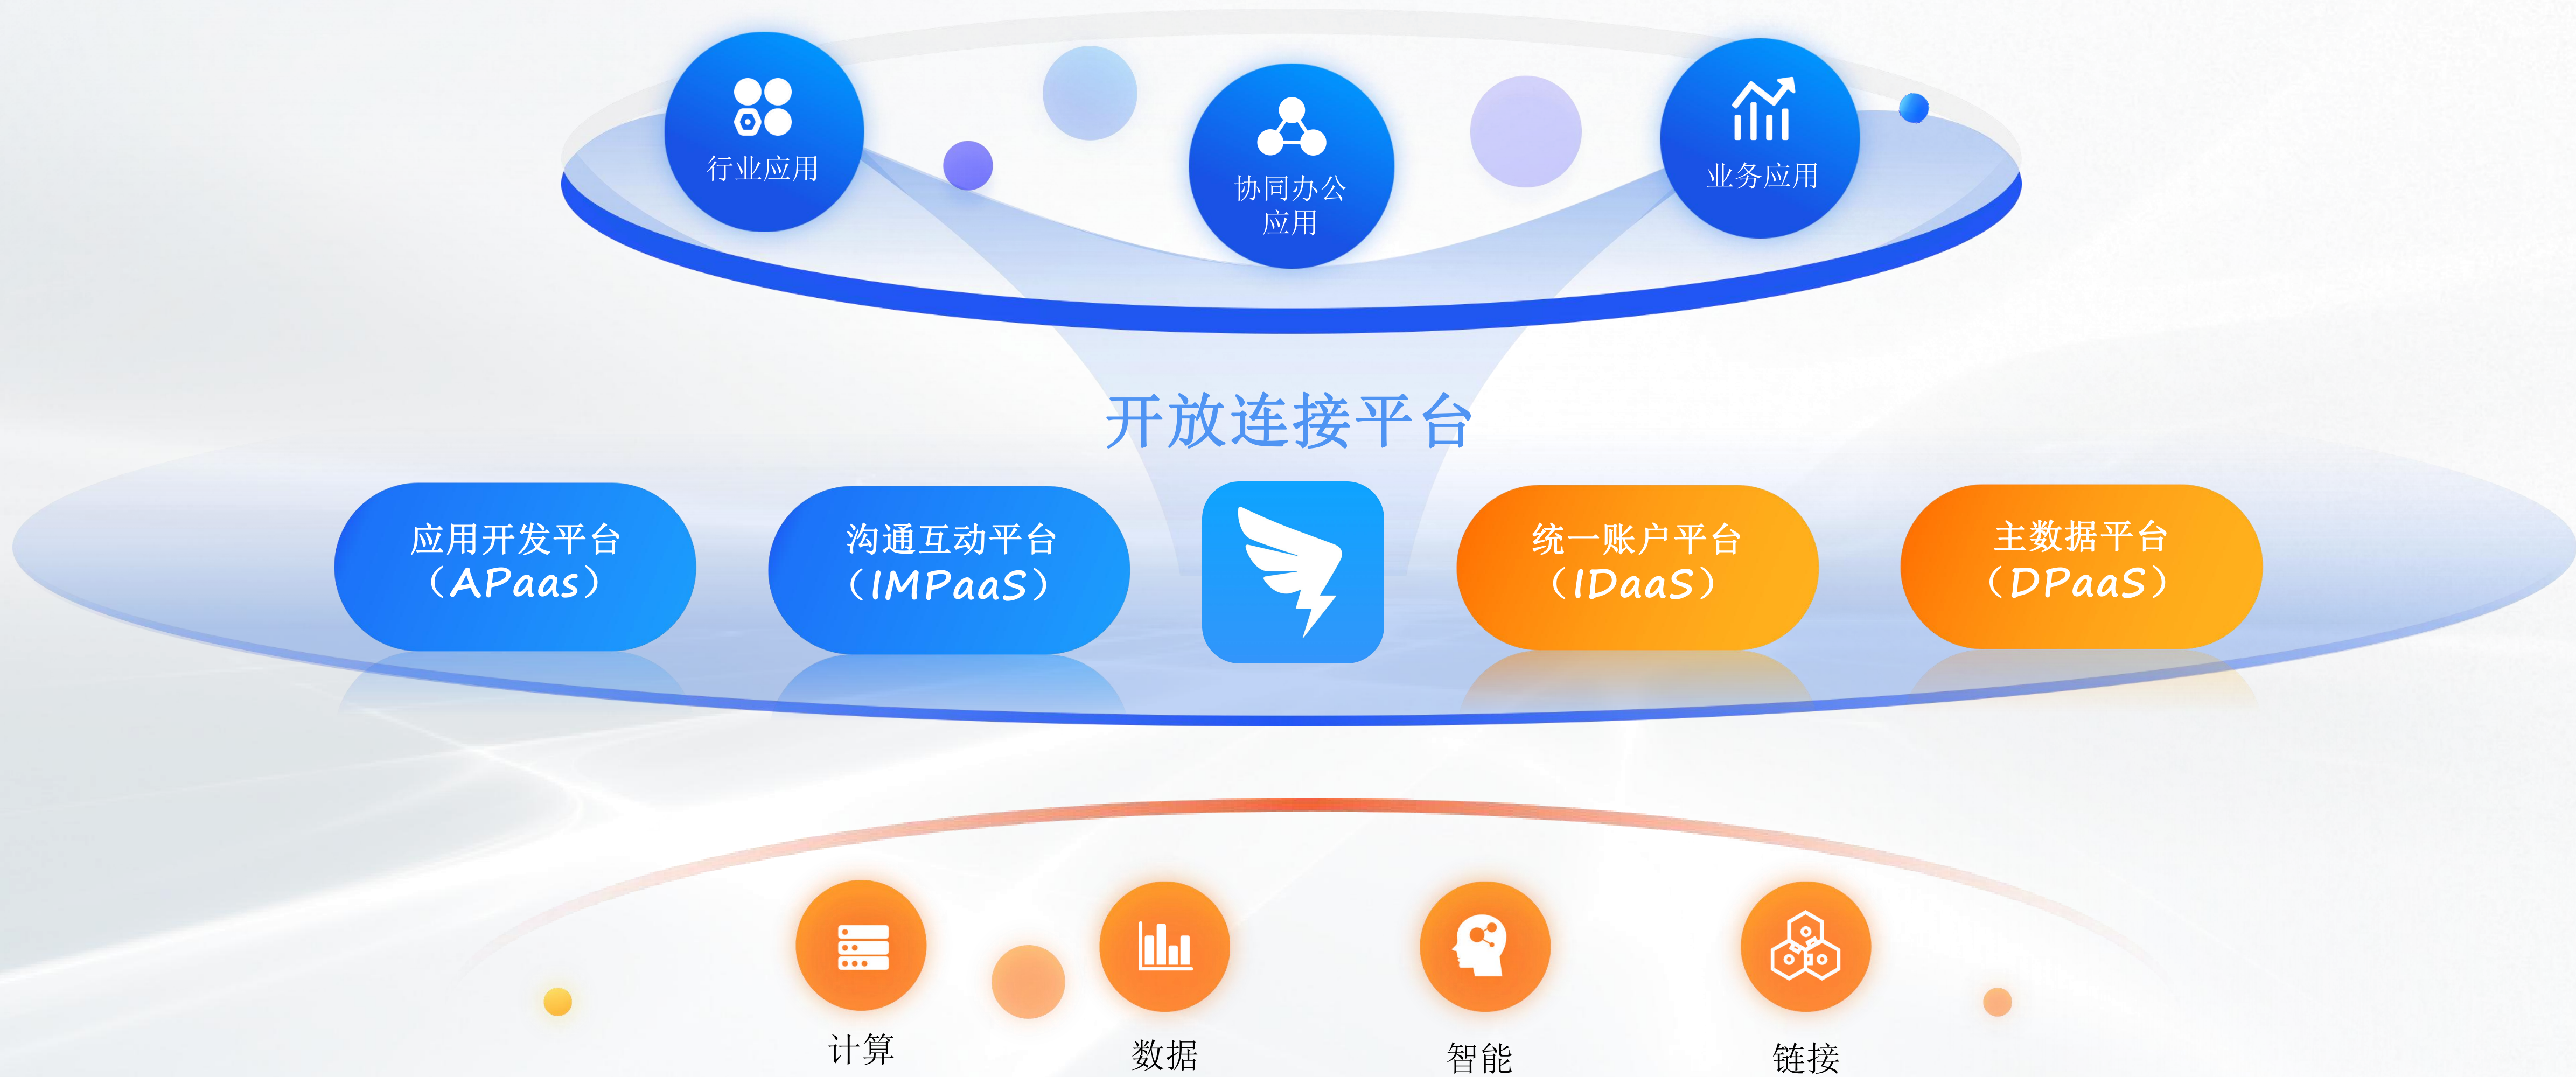 行业应用
协同办公
应用
业务应用
开放连接平台
应用开发平台
（APaas）
沟通互动平台
（IMPaaS）
统一账户平台
（IDaaS）
主数据平台
（DPaaS）
计算
数据
智能
链接